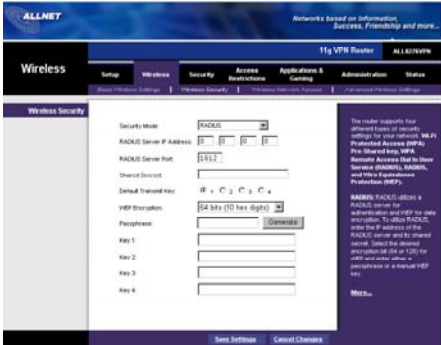 ALLNET
Networks based on Information,
Success, Friendship and more...
11g VPN Router
ALL0276VPN
Wireless
Setup
Wireless
Security
Access Restrictions
Applications & Gaming
Administration
Status
Basic Wireless Settings | Wireless Security | Wireless Network Access | Advanced Wireless Settings
Wireless Security
Security Mode: RADIUS
RADIUS Server IP Address: 0 . 0 . 0 . 0
RADIUS Server Port: 1812
Shared Secret:
Default Transmit Key: 1 2 3 4
WEP Encryption: 64 bits (10 hex digits)
Passphrase: Generate
Key 1:
Key 2:
Key 3:
Key 4:
The router supports four
different types of security
settings for your network. Wi-Fi
Protected Access (WPA)
Pre-Shared key, WPA
Remote Access Dial In User
Service (RADIUS), RADIUS,
and Wire Equivalence
Protection (WEP).
RADIUS: RADIUS utilizes a
RADIUS server for
authentication and WEP for data
encryption. To utilize RADIUS,
enter the IP address of the
RADIUS server and its shared
secret. Select the desired
encryption bit (64 or 128) for
WEP and enter either a
passphrase or a manual WEP
key.
More...
Save Settings
Cancel Changes